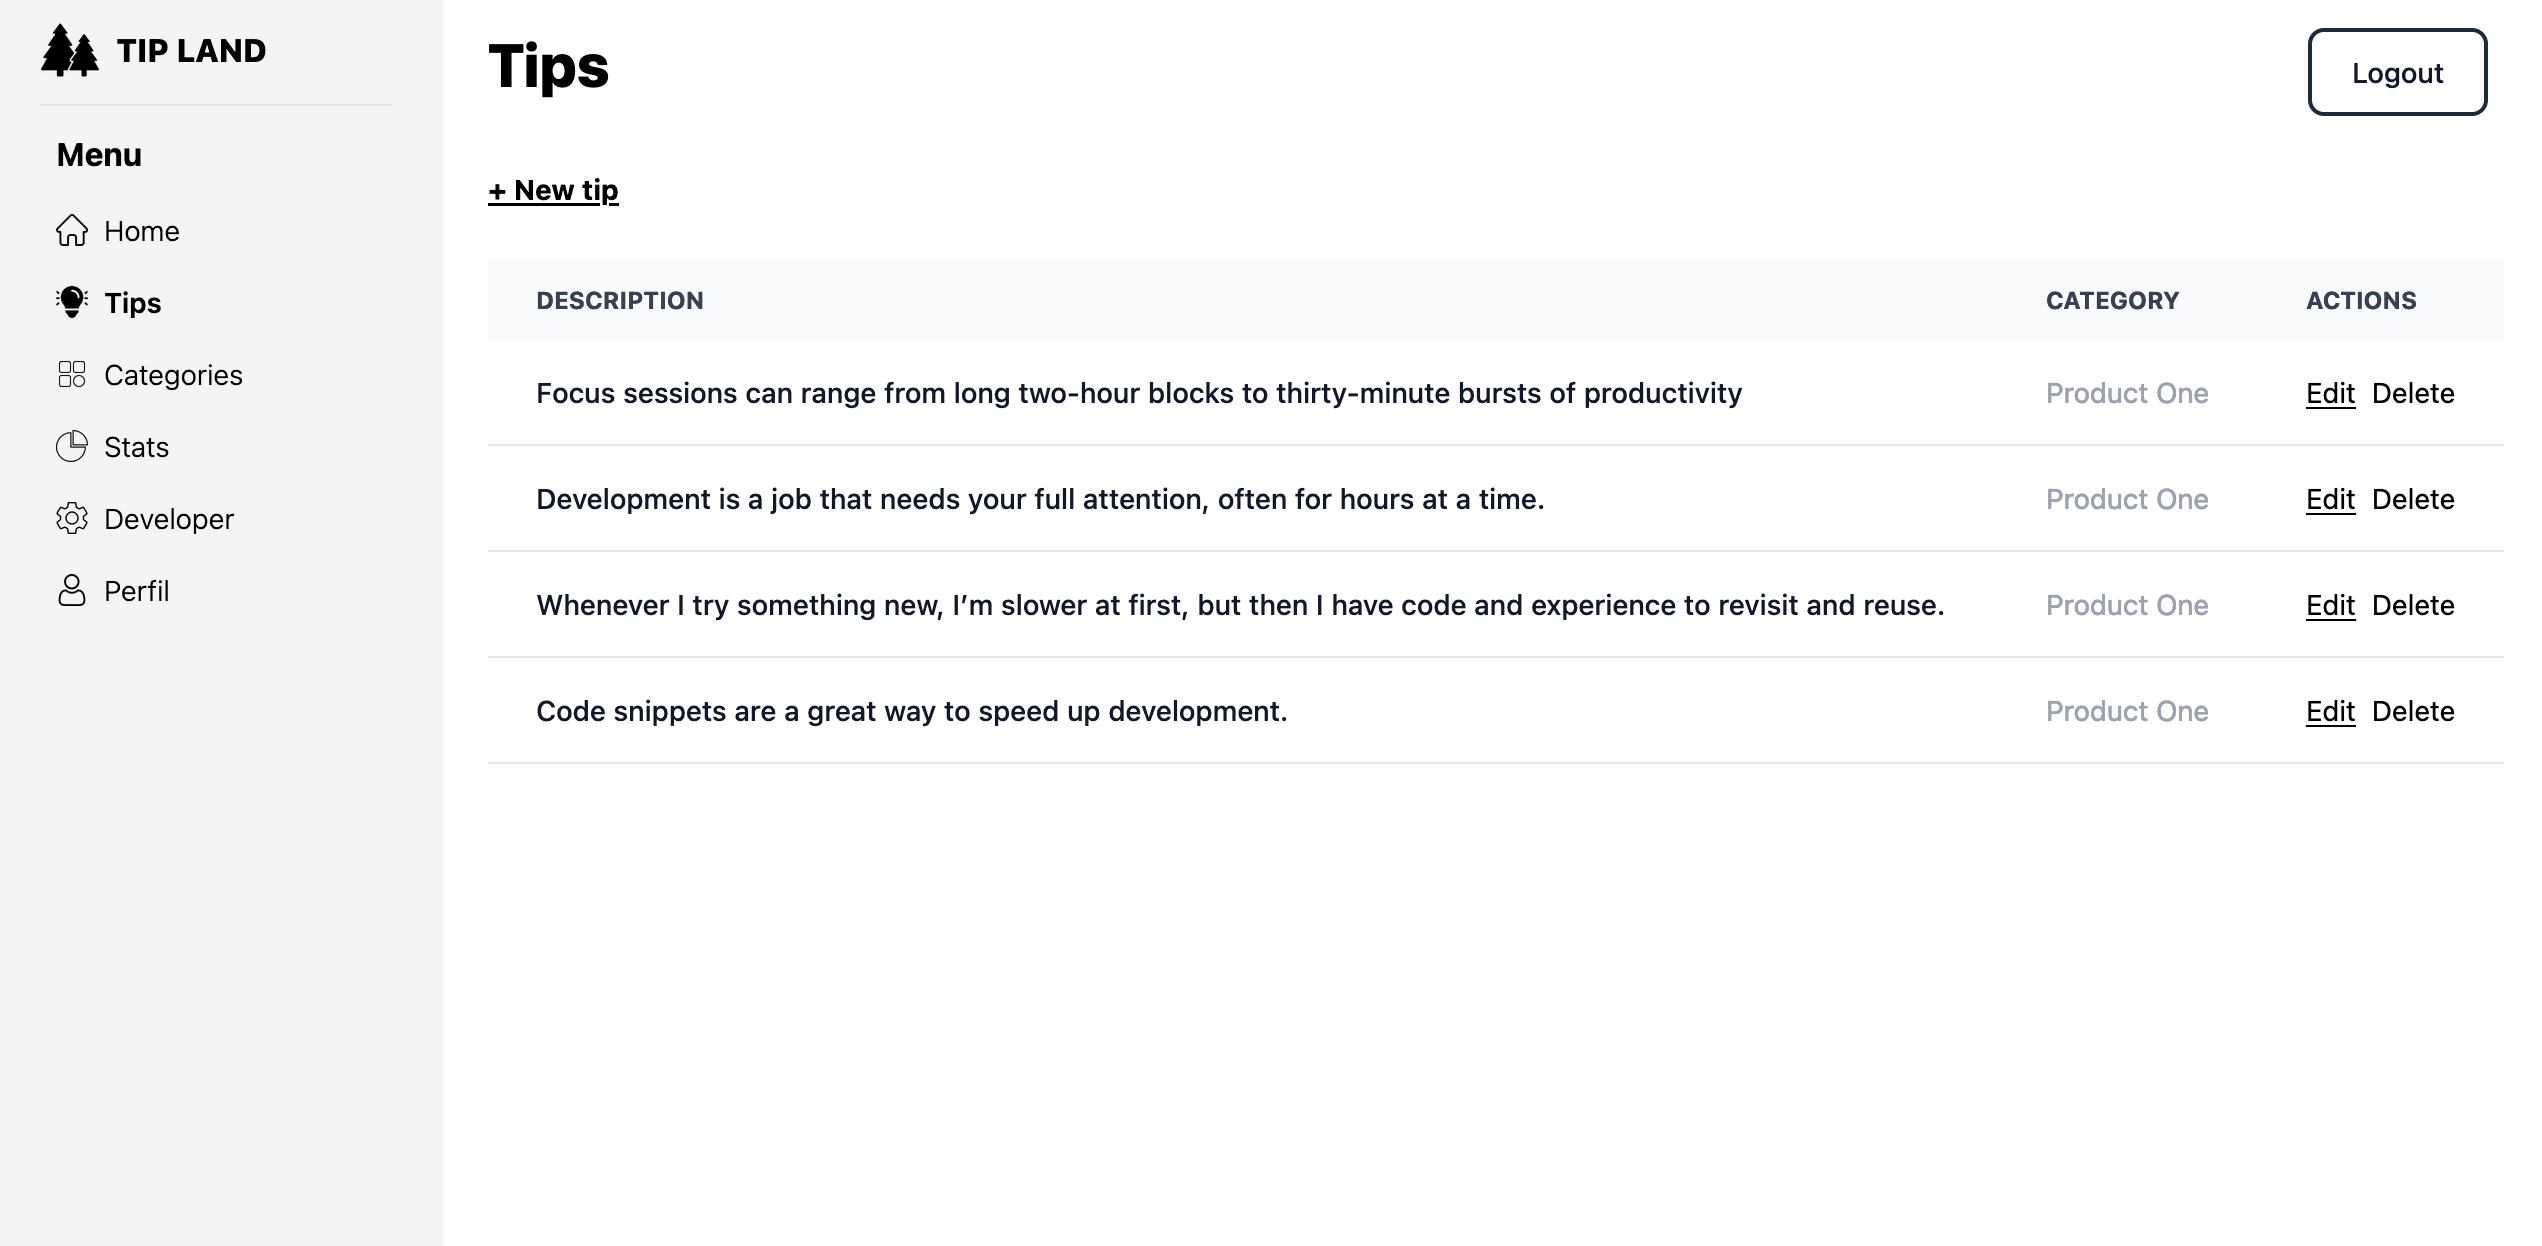 TIP LAND
Menu
Home
Tips
Categories
Stats
Developer
Perfil
Tips
Logout
+ New tip
DESCRIPTION CATEGORY ACTIONS
Focus sessions can range from long two-hour blocks to thirty-minute bursts of productivity Product One Edit Delete
Development is a job that needs your full attention, often for hours at a time. Product One Edit Delete
Whenever I try something new, I’m slower at first, but then I have code and experience to revisit and reuse. Product One Edit Delete
Code snippets are a great way to speed up development. Product One Edit Delete